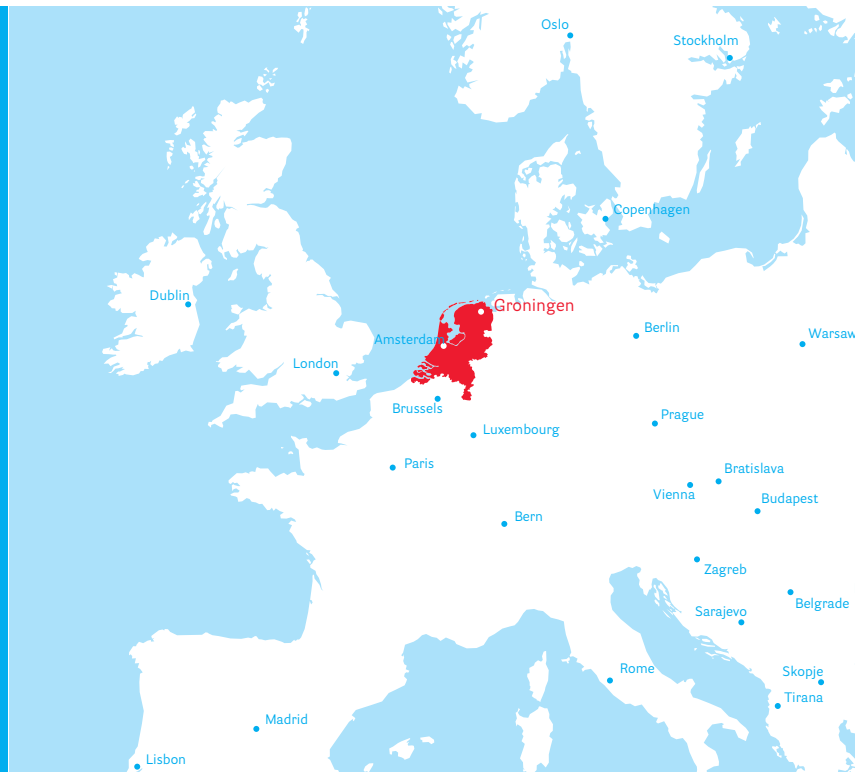 Oslo
Stockholm
Copenhagen
Dublin
Groningen
Berlin
Warsaw
Amsterdam
London
Brussels
Prague
Luxembourg
Paris
Bratislava
Vienna
Budapest
Bern
Zagreb
Belgrade
Sarajevo
Rome
Skopje
Tirana
Madrid
Lisbon